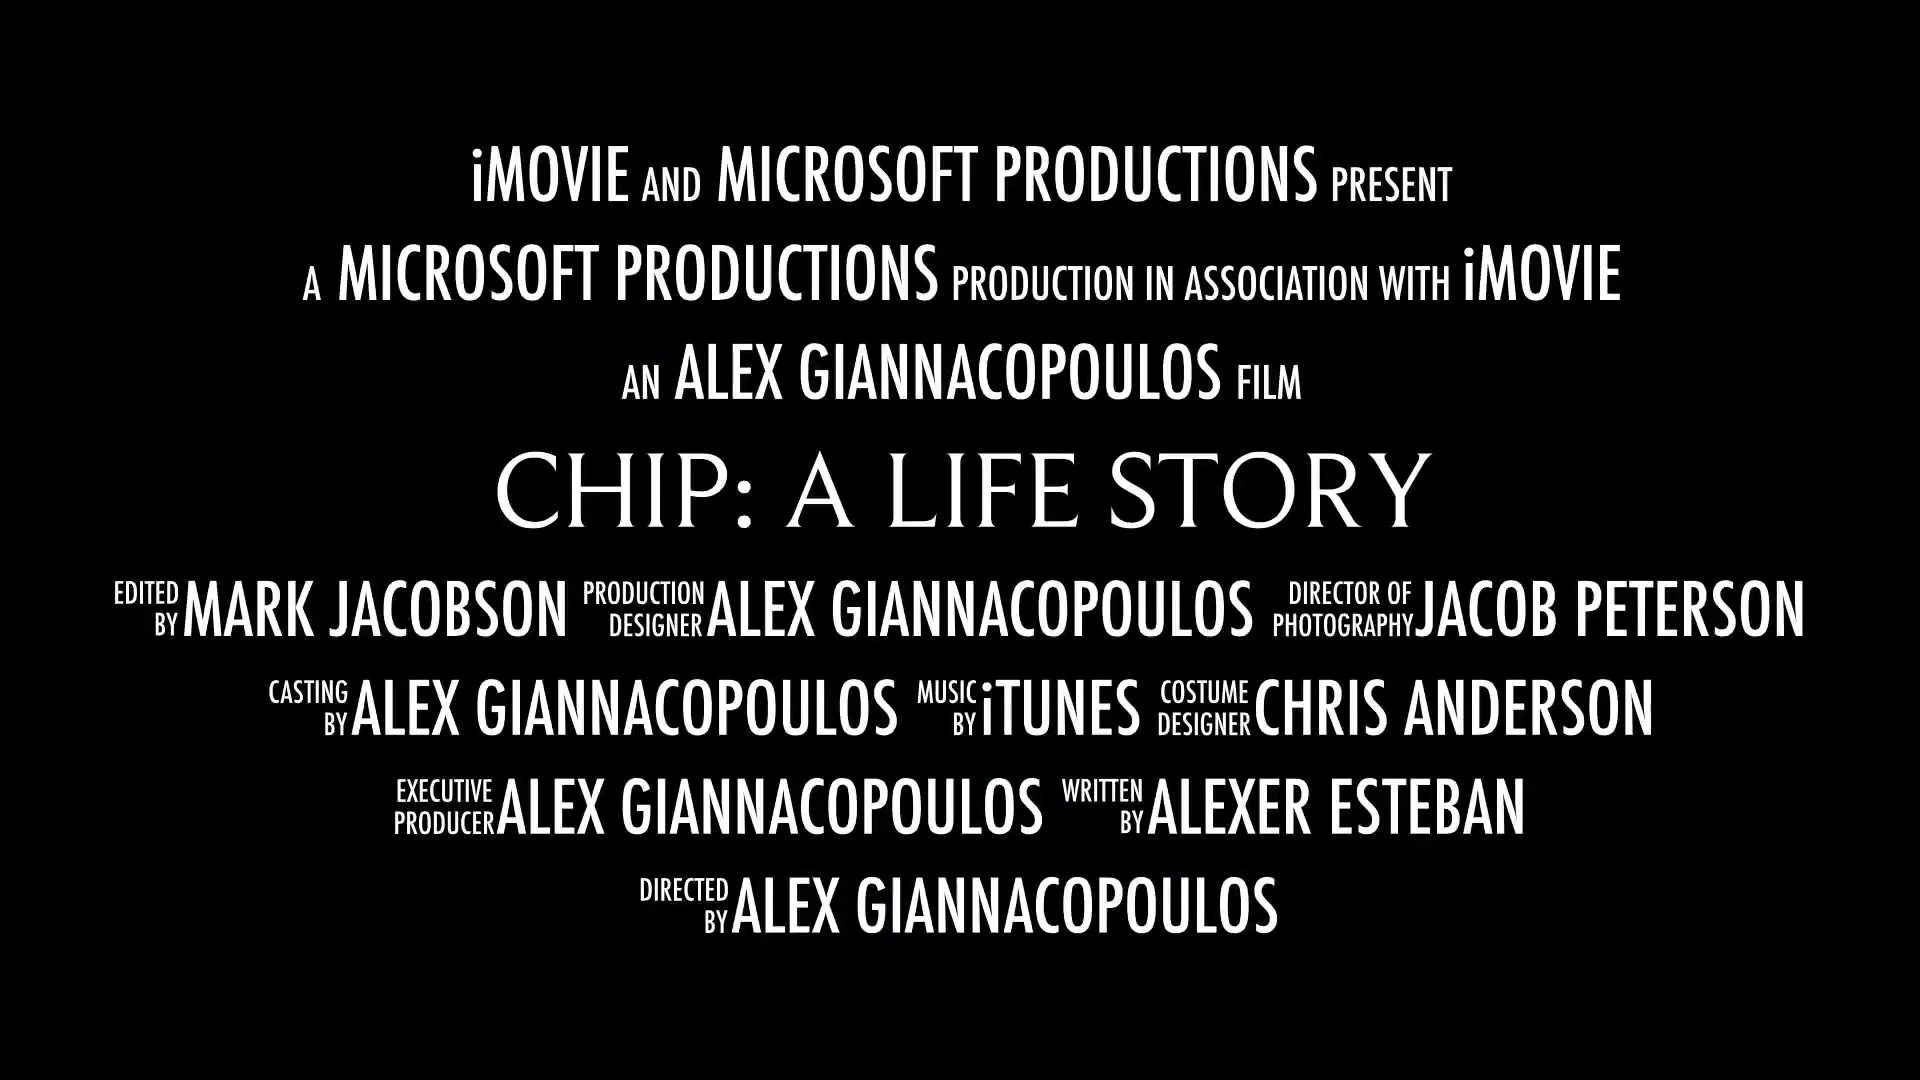 iMOVIE AND MICROSOFT PRODUCTIONS PRESENT
A MICROSOFT PRODUCTIONS PRODUCTION IN ASSOCIATION WITH iMOVIE
AN ALEX GIANNACOPOULOS FILM
CHIP: A LIFE STORY
EDITED BY MARK JACOBSON PRODUCTION DESIGNER ALEX GIANNACOPOULOS DIRECTOR OF PHOTOGRAPHY JACOB PETERSON
CASTING BY ALEX GIANNACOPOULOS MUSIC BY iTUNES COSTUME DESIGNER CHRIS ANDERSON
EXECUTIVE PRODUCER ALEX GIANNACOPOULOS WRITTEN BY ALEXER ESTEBAN
DIRECTED BY ALEX GIANNACOPOULOS